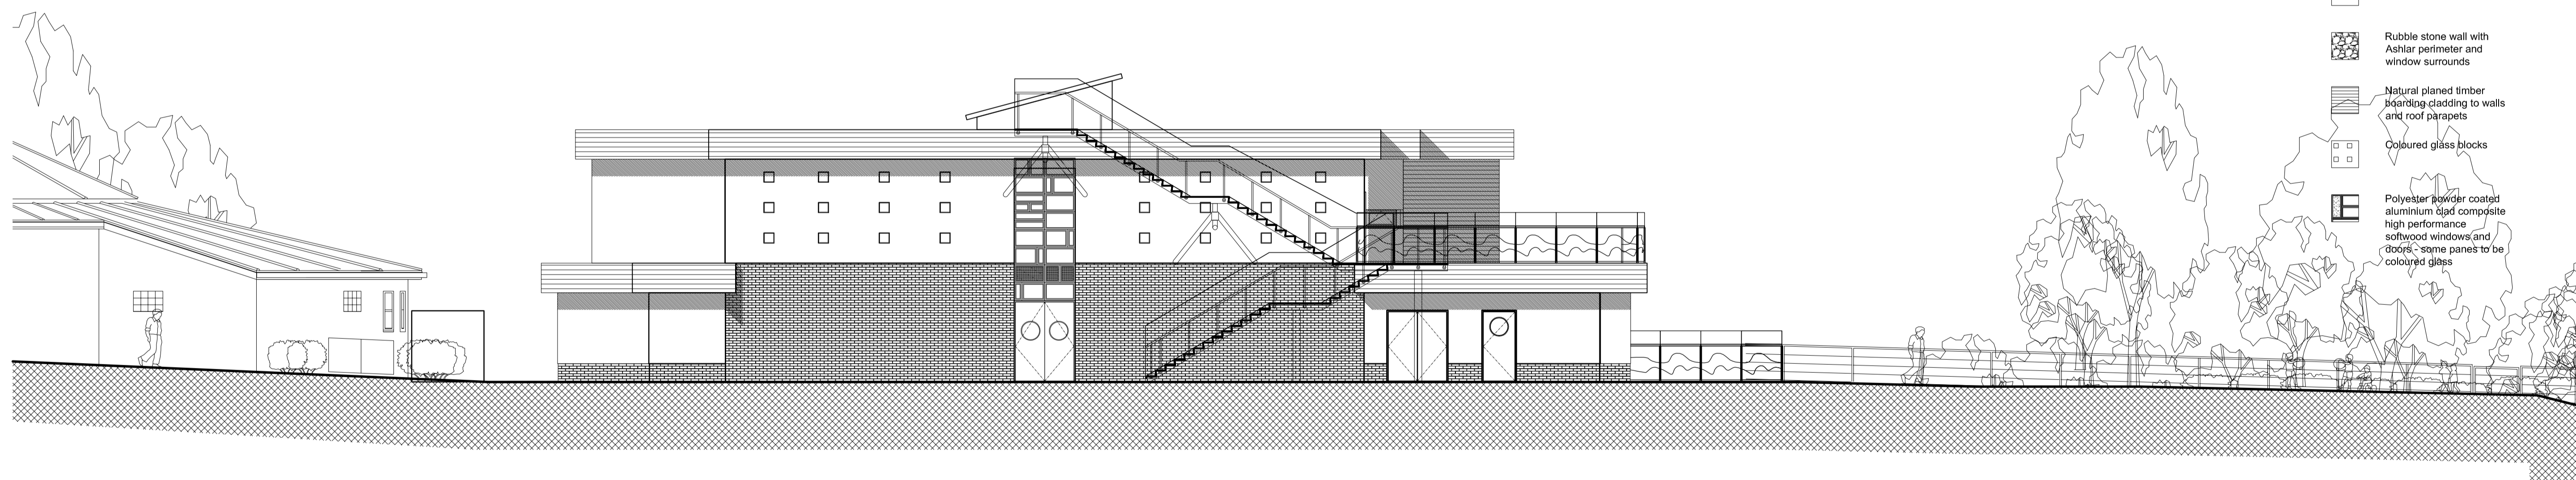 Rubble stone wall with
Ashlar perimeter and
window surrounds
Natural planed timber
boarding cladding to walls
and roof parapets
Coloured glass blocks
Polyester powder coated
aluminium clad composite
high performance
softwood windows and
doors - some panes to be
coloured glass